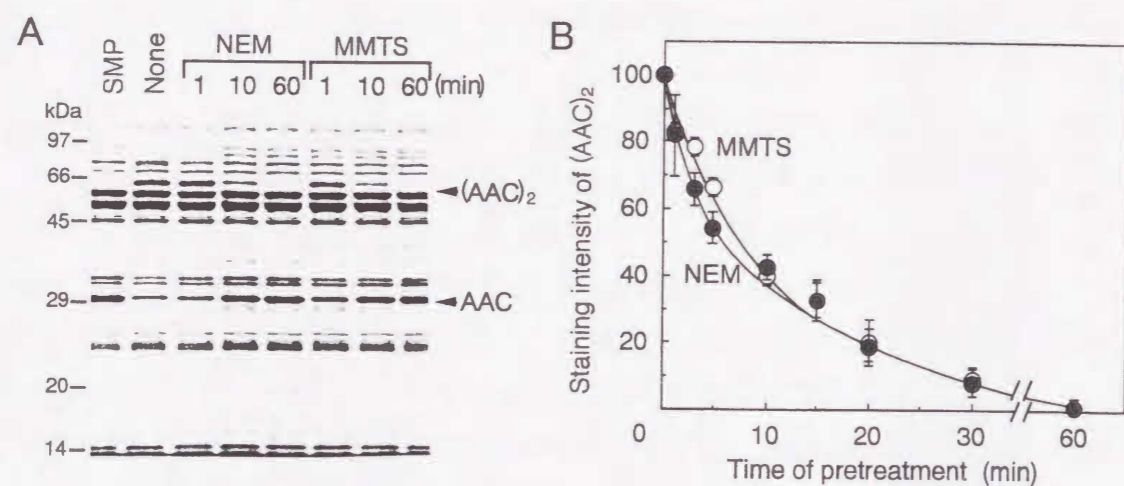 A
SMP
None
NEM
MMTS
1 10 60 1 10 60 (min)
kDa
97
66
45
29
20
14
(AAC)2
AAC
B
Staining intensity of (AAC)2
100
80
60
40
20
0
MMTS
NEM
10 20 30 60
Time of pretreatment (min)